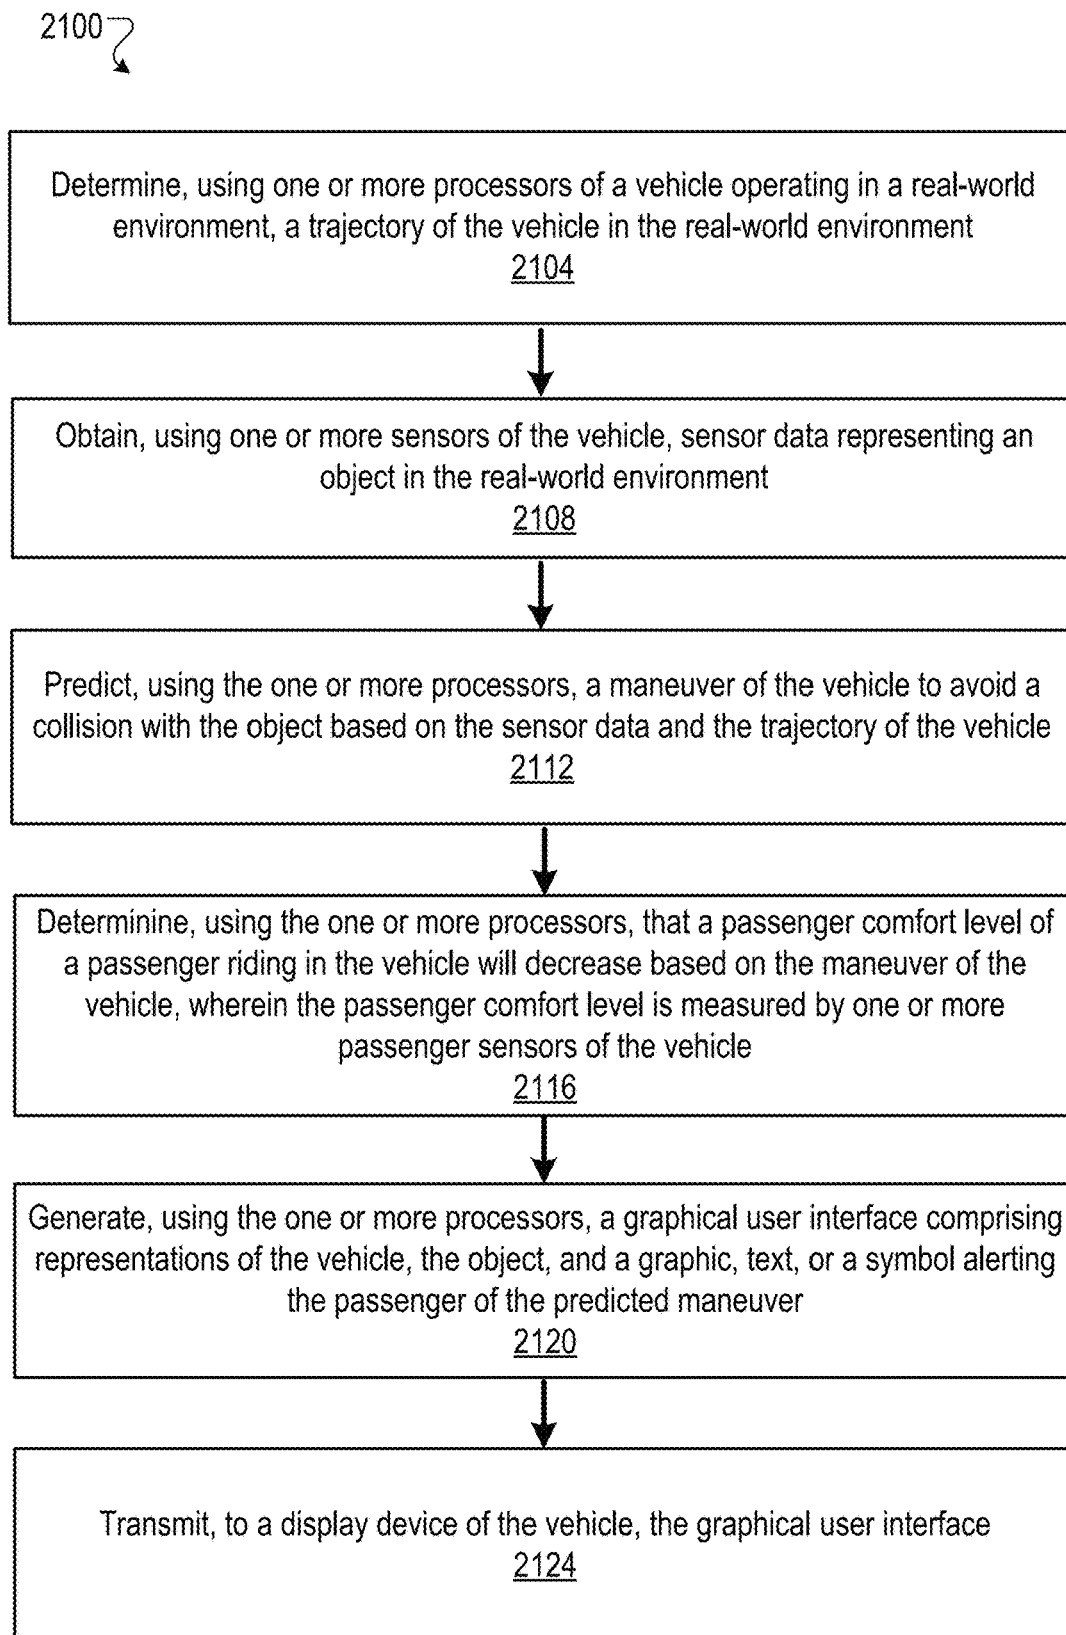 2100
Determine, using one or more processors of a vehicle operating in a real-world
environment, a trajectory of the vehicle in the real-world environment
2104
Obtain, using one or more sensors of the vehicle, sensor data representing an
object in the real-world environment
2108
Predict, using the one or more processors, a maneuver of the vehicle to avoid a
collision with the object based on the sensor data and the trajectory of the vehicle
2112
Determinine, using the one or more processors, that a passenger comfort level of
a passenger riding in the vehicle will decrease based on the maneuver of the
vehicle, wherein the passenger comfort level is measured by one or more
passenger sensors of the vehicle
2116
Generate, using the one or more processors, a graphical user interface comprising
representations of the vehicle, the object, and a graphic, text, or a symbol alerting
the passenger of the predicted maneuver
2120
Transmit, to a display device of the vehicle, the graphical user interface
2124